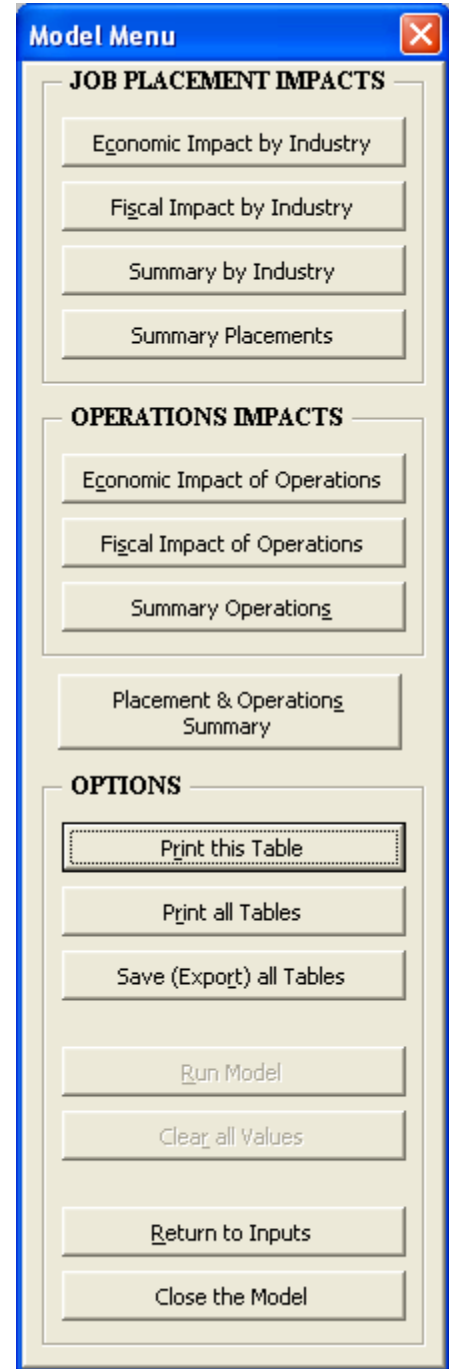 Model Menu
JOB PLACEMENT IMPACTS
Economic Impact by Industry
Fiscal Impact by Industry
Summary by Industry
Summary Placements
OPERATIONS IMPACTS
Economic Impact of Operations
Fiscal Impact of Operations
Summary Operations
Placement & Operations
Summary
OPTIONS
Print this Table
Print all Tables
Save (Export) all Tables
Run Model
Clear all Values
Return to Inputs
Close the Model